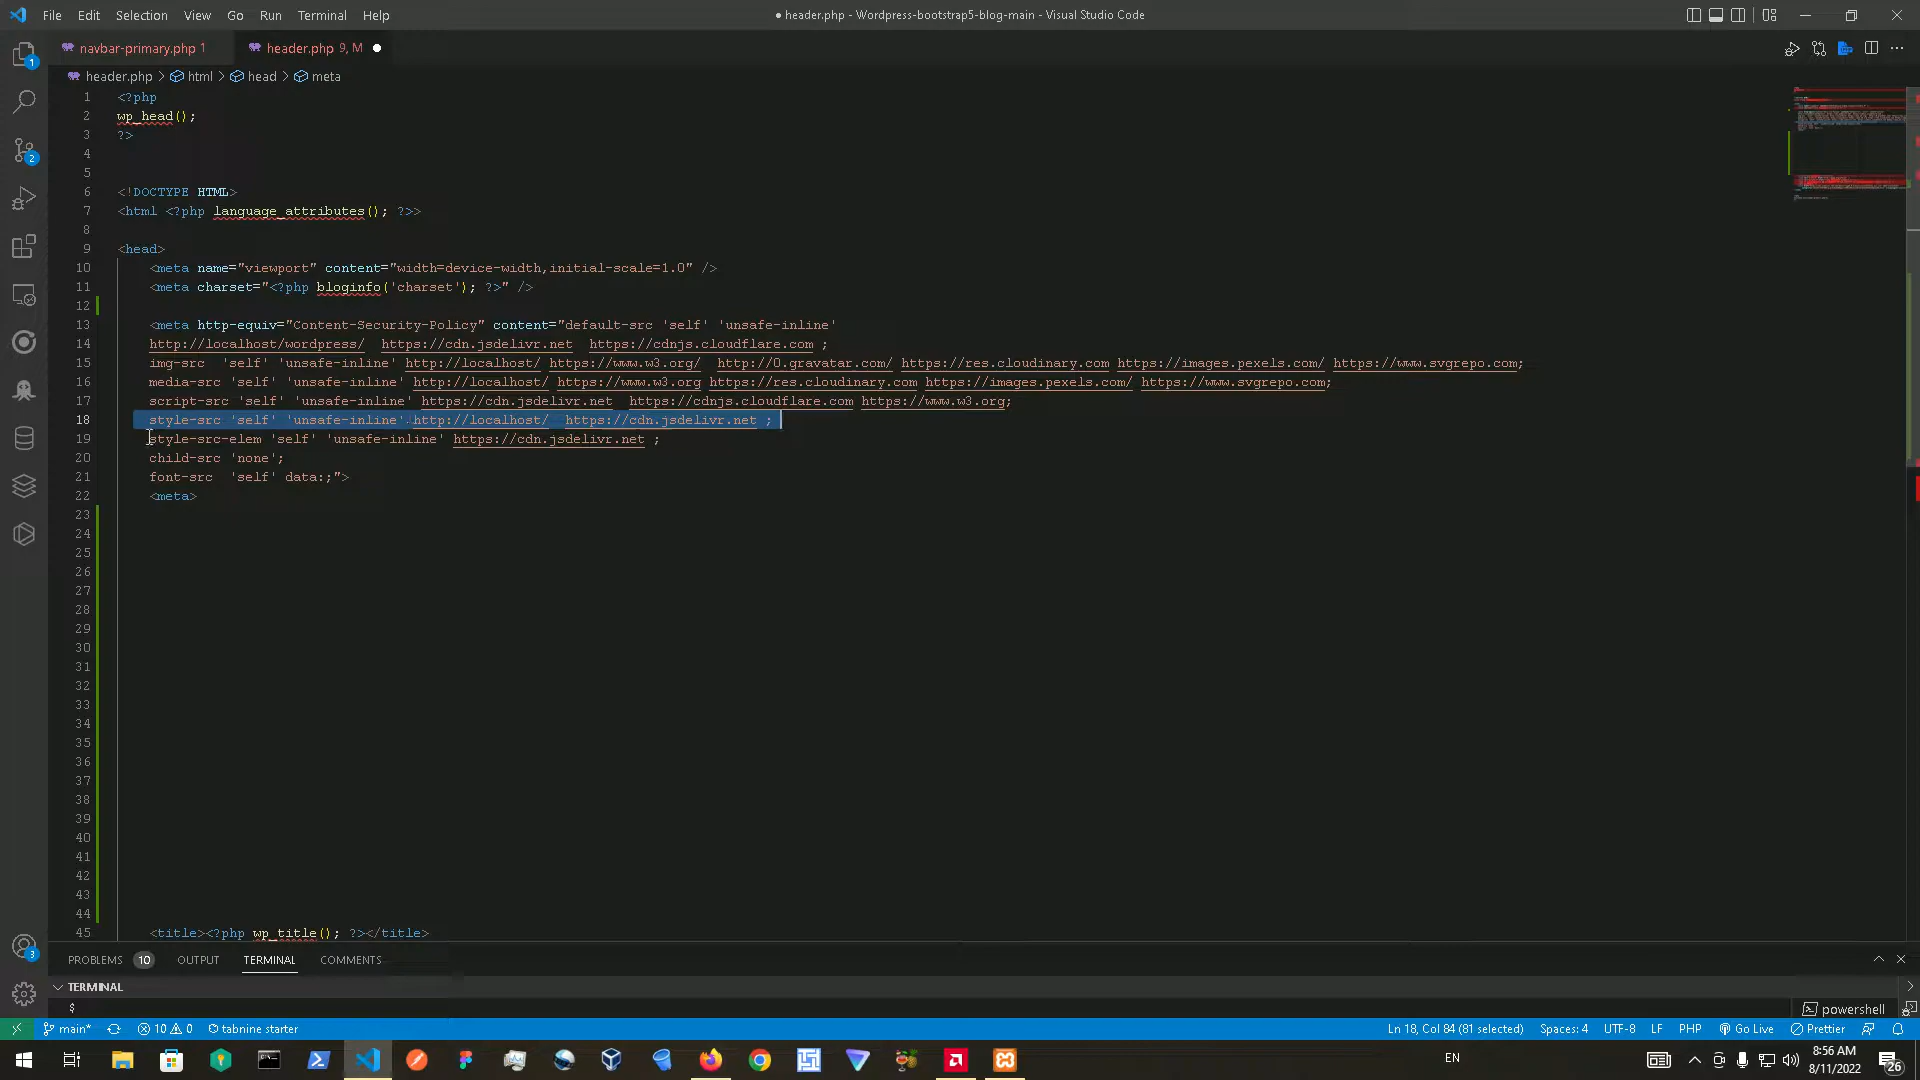 File Edit Selection View Go Run Terminal Help
● header.php - Wordpress-bootstrap5-blog-main - Visual Studio Code
navbar-primary.php 1
header.php 9, M ●
header.php > html > head > meta
1 <?php
2 wp_head();
3 ?>
4
5
6 <!DOCTYPE HTML>
7 <html <?php language_attributes(); ?>>
8
9 <head>
10 <meta name="viewport" content="width=device-width,initial-scale=1.0" />
11 <meta charset="<?php bloginfo('charset'); ?>" />
12
13 <meta http-equiv="Content-Security-Policy" content="default-src 'self' 'unsafe-inline'
14 http://localhost/wordpress/  https://cdn.jsdelivr.net  https://cdnjs.cloudflare.com ;
15 img-src  'self' 'unsafe-inline' http://localhost/ https://www.w3.org/  http://0.gravatar.com/ https://res.cloudinary.com https://images.pexels.com/ https://www.svgrepo.com;
16 media-src 'self' 'unsafe-inline' http://localhost/ https://www.w3.org https://res.cloudinary.com https://images.pexels.com/ https://www.svgrepo.com;
17 script-src 'self' 'unsafe-inline' https://cdn.jsdelivr.net  https://cdnjs.cloudflare.com https://www.w3.org;
18 style-src 'self' 'unsafe-inline' http://localhost/  https://cdn.jsdelivr.net ;
19 style-src-elem 'self' 'unsafe-inline' https://cdn.jsdelivr.net ;
20 child-src 'none';
21 font-src  'self' data:;">
22 <meta>
23
24
25
26
27
28
29
30
31
32
33
34
35
36
37
38
39
40
41
42
43
44
45 <title><?php wp_title(); ?></title>
PROBLEMS 10 OUTPUT TERMINAL COMMENTS
TERMINAL
$
powershell
main* 10 0 tabnine starter
Ln 18, Col 84 (81 selected) Spaces: 4 UTF-8 LF PHP Go Live Prettier
EN
8:56 AM
8/11/2022
26
1
2
3